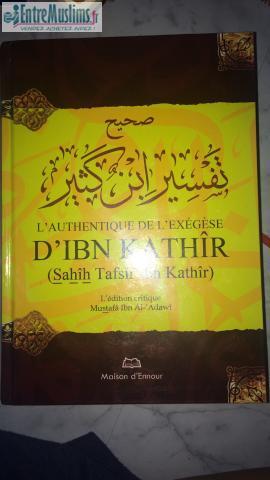 EntreMuslims.fr
VENDEZ ACHETEZ AVREZ !
صحيح
تفسير ابن كثير
L'AUTHENTIQUE DE L'EXÉGÈSE
D'IBN KATHÎR
(Sahîh Tafsîr Ibn Kathîr)
L'édition critique
Mustafâ Ibn Al-'Adawî
Maison d'Ennour